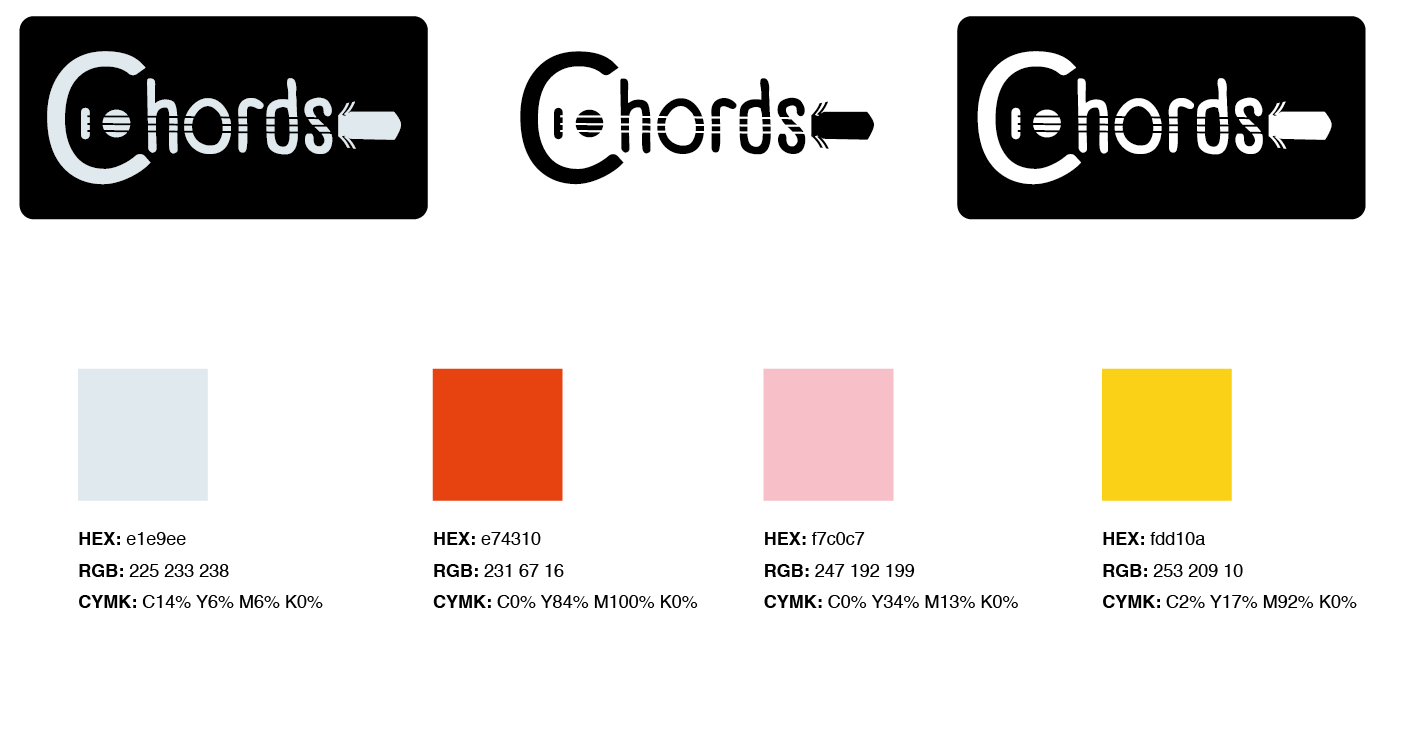 Chords
Chords
Chords
HEX: e1e9ee
RGB: 225 233 238
CYMK: C14% Y6% M6% K0%
HEX: e74310
RGB: 231 67 16
CYMK: C0% Y84% M100% K0%
HEX: f7c0c7
RGB: 247 192 199
CYMK: C0% Y34% M13% K0%
HEX: fdd10a
RGB: 253 209 10
CYMK: C2% Y17% M92% K0%